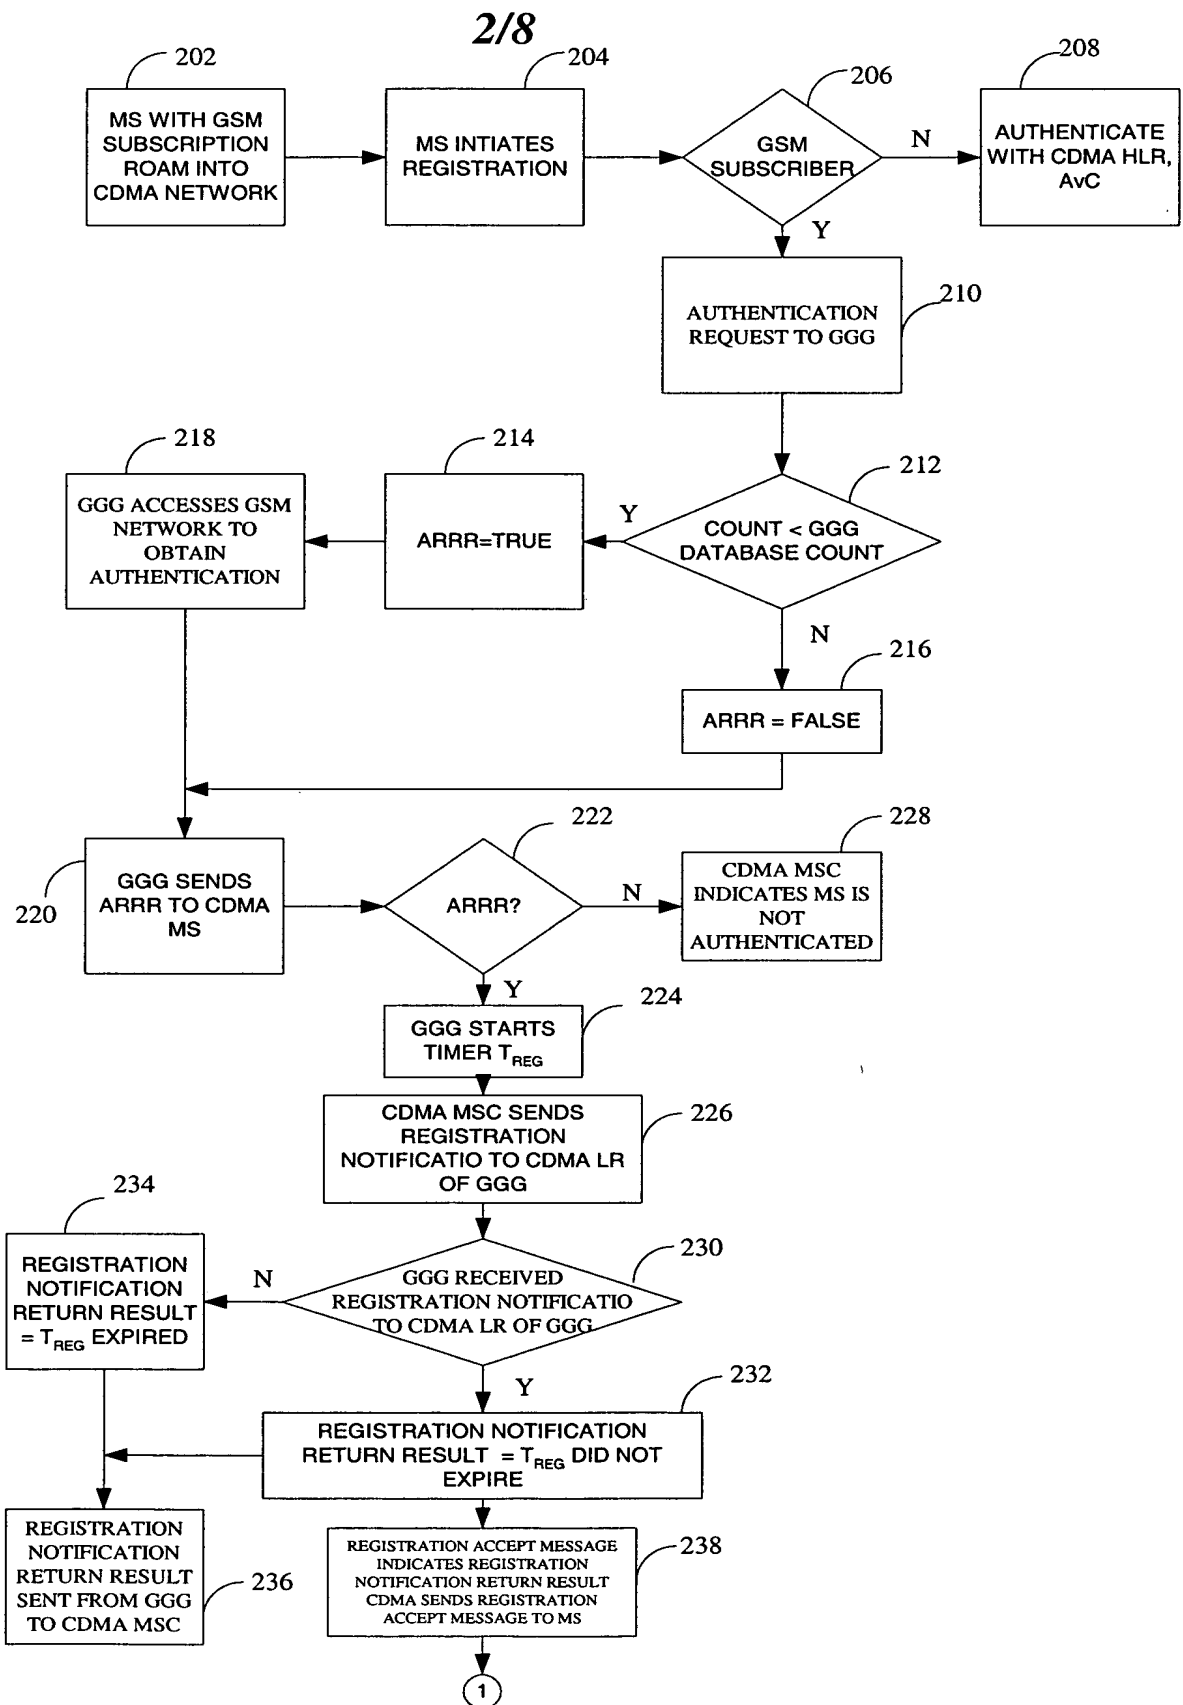 2/8
202
204
206
208
MS WITH GSM
SUBSCRIPTION
ROAM INTO
CDMA NETWORK
MS INTIATES
REGISTRATION
GSM
SUBSCRIBER
N
AUTHENTICATE
WITH CDMA HLR,
AvC
Y
210
AUTHENTICATION
REQUEST TO GGG
218
214
212
GGG ACCESSES GSM
NETWORK TO
OBTAIN
AUTHENTICATION
ARRR=TRUE
Y
COUNT < GGG
DATABASE COUNT
N
216
ARRR = FALSE
222
228
220
GGG SENDS
ARRR TO CDMA
MS
ARRR?
N
CDMA MSC
INDICATES MS IS
NOT
AUTHENTICATED
Y
224
GGG STARTS
TIMER TREG
226
CDMA MSC SENDS
REGISTRATION
NOTIFICATIO TO CDMA LR
OF GGG
234
230
REGISTRATION
NOTIFICATION
RETURN RESULT
= TREG EXPIRED
N
GGG RECEIVED
REGISTRATION NOTIFICATIO
TO CDMA LR OF GGG
Y
232
REGISTRATION NOTIFICATION
RETURN RESULT = TREG DID NOT
EXPIRE
REGISTRATION
NOTIFICATION
RETURN RESULT
SENT FROM GGG
TO CDMA MSC
236
REGISTRATION ACCEPT MESSAGE
INDICATES REGISTRATION
NOTIFICATION RETURN RESULT
CDMA SENDS REGISTRATION
ACCEPT MESSAGE TO MS
238
1